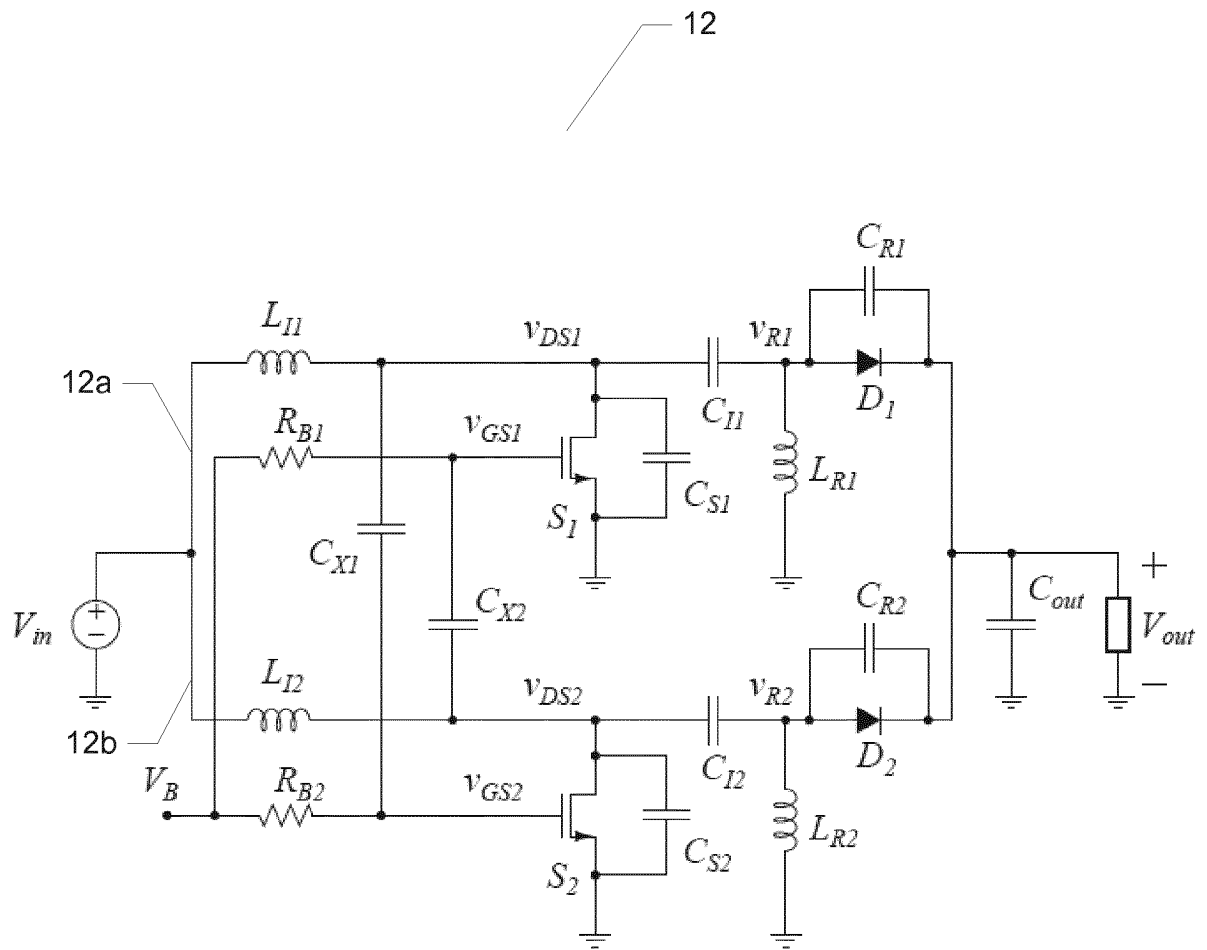 12
C_R1
L_I1
v_DS1
v_R1
12a
R_B1
v_GS1
C_I1
D_1
L_R1
S_1
C_S1
C_X1
C_X2
C_R2
C_out
+
V_in
+
−
V_out
L_I2
v_DS2
v_R2
−
12b
V_B
R_B2
v_GS2
C_I2
D_2
L_R2
S_2
C_S2